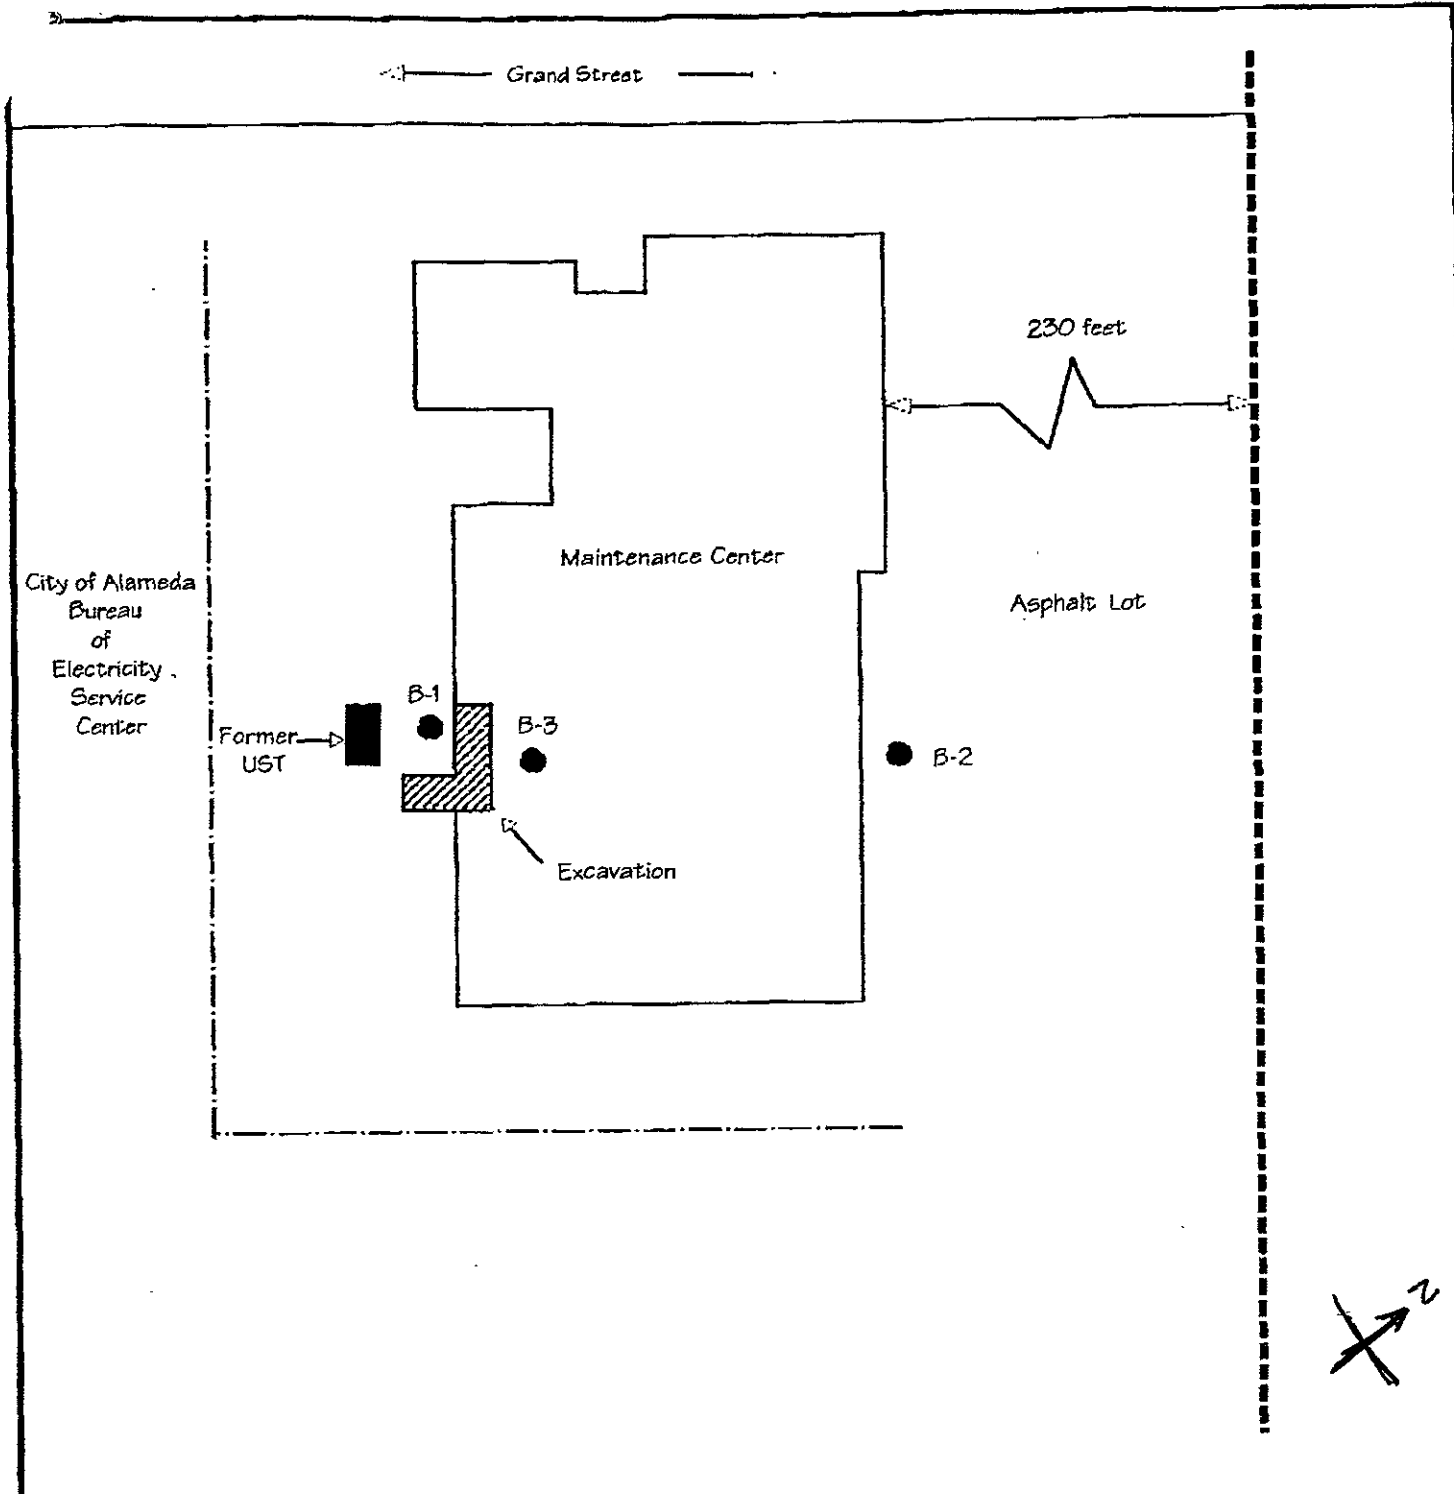 Grand Street
230 feet
Maintenance Center
City of Alameda
Bureau
of
Electricity
Service
Center
Asphalt Lot
B-1
B-3
Former
UST
B-2
Excavation
N